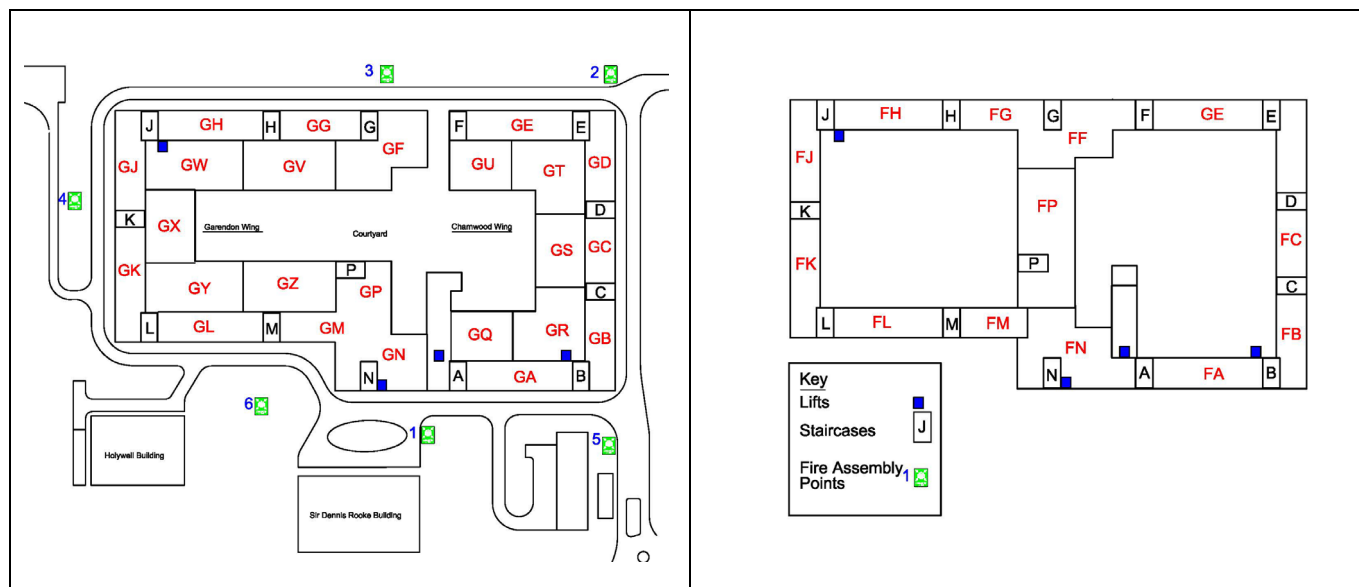 3
2
J
GH
H
GG
G
GF
F
GE
E
GJ
GW
GV
GU
GT
GD
4
K
GX
Garendon Wing
Courtyard
Charnwood Wing
D
GS
GC
GK
GY
GZ
P
GP
C
L
GL
M
GM
GN
GQ
GR
GB
N
A
GA
B
6
1
5
Holywell Building
Sir Dennis Rooke Building
J
FH
H
FG
G
FF
F
GE
E
FJ
K
FP
D
FK
P
FC
C
L
FL
M
FM
FN
FB
N
A
FA
B
Key
Lifts
Staircases
J
Fire Assembly
Points
1